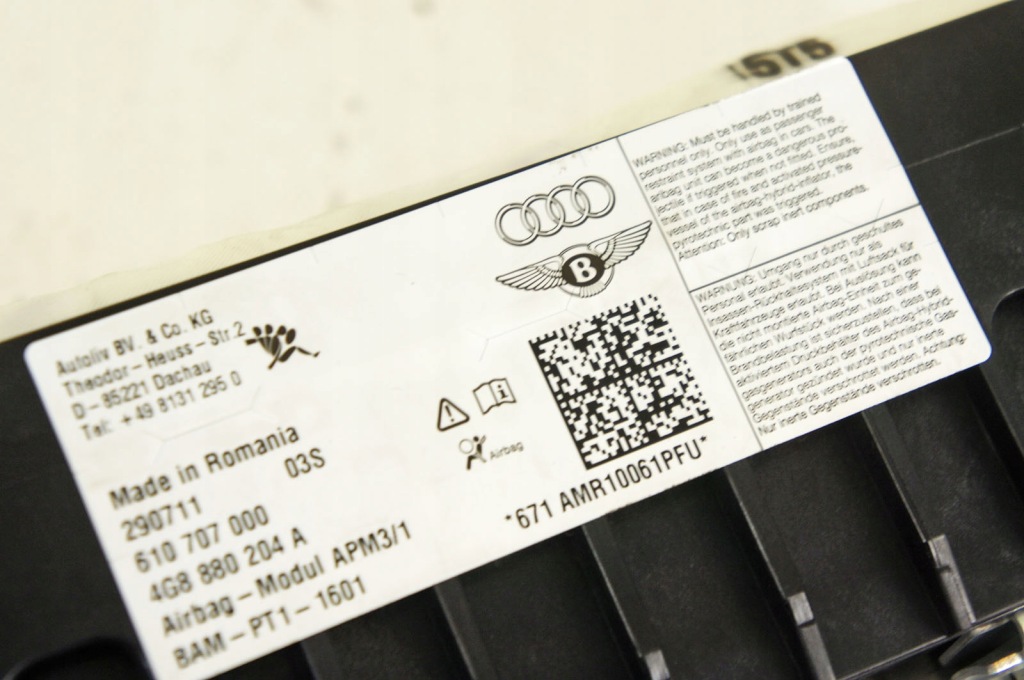 5T5
Autoliv BV. & Co. KG
Theodor-Heuss-Str.2
D-85221 Dachau
Tel: +49 8131 295 0
Made in Romania
290711 03S
610 707 000
4G8 880 204 A
Airbag-Modul APM3/1
BAM-PT1-1601
B
Airbag
*671 AMR10061PFU*
WARNING: Must be handled by trained
personnel only. Only use as passenger
restraint system with airbag in cars. The
aribag unit can become a dangerous pro-
jectile if triggered when not fitted. Ensure,
that in case of fire and activated pressure-
vessel of the airbag-hybrid-inflator, the
pyrotechnic part was triggered.
Attention: Only scrap inert components.
WARNUNG: Umgang nur durch geschultes
Personal erlaubt. Verwendung nur als
Insassen-Rückhaltesystem mit Luftsack für
Kraftfahrzeuge erlaubt. Bei Auslösung kann
die nicht montierte Airbag-Einheit zum ge-
fährlichen Wurfstück werden. Nach einer
Brandbelastung ist sicherzustellen, dass bei
aktiviertem Druckbehälter des Airbag-Hybrid-
gasgenerators auch der pyrotechnische Gas-
generator gezündet wurde und nur inerte
Gegenstände verschrottet werden. Achtung:
Nur inerte Gegenstände verschrotten.